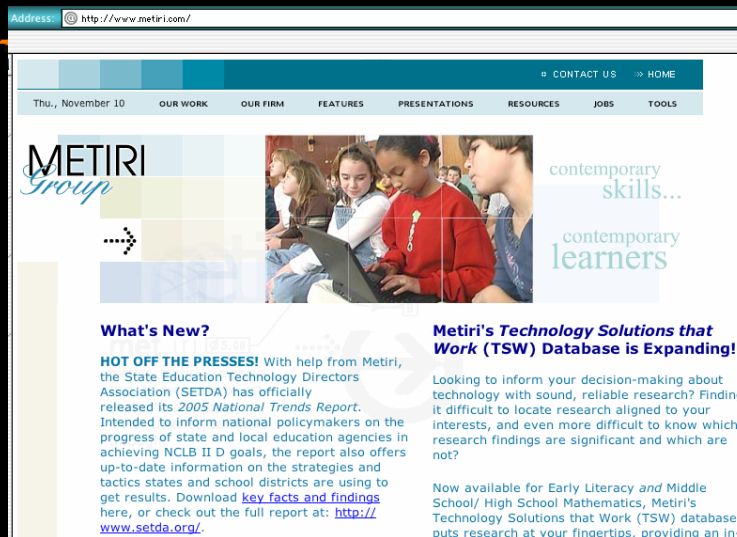 Address: http://www.metiri.com/
CONTACT US HOME
Thu., November 10 OUR WORK OUR FIRM FEATURES PRESENTATIONS RESOURCES JOBS TOOLS
METIRI
Group
contemporary
skills...
contemporary
learners
What's New?
HOT OFF THE PRESSES! With help from Metiri,
the State Education Technology Directors
Association (SETDA) has officially
released its 2005 National Trends Report.
Intended to inform national policymakers on the
progress of state and local education agencies in
achieving NCLB II D goals, the report also offers
up-to-date information on the strategies and
tactics states and school districts are using to
get results. Download key facts and findings
here, or check out the full report at: http://
www.setda.org/.
Metiri's Technology Solutions that
Work (TSW) Database is Expanding!
Looking to inform your decision-making about
technology with sound, reliable research? Finding
it difficult to locate research aligned to your
interests, and even more difficult to know which
research findings are significant and which are
not?
Now available for Early Literacy and Middle
School/ High School Mathematics, Metiri's
Technology Solutions that Work (TSW) database
puts research at your fingertips, providing an in-